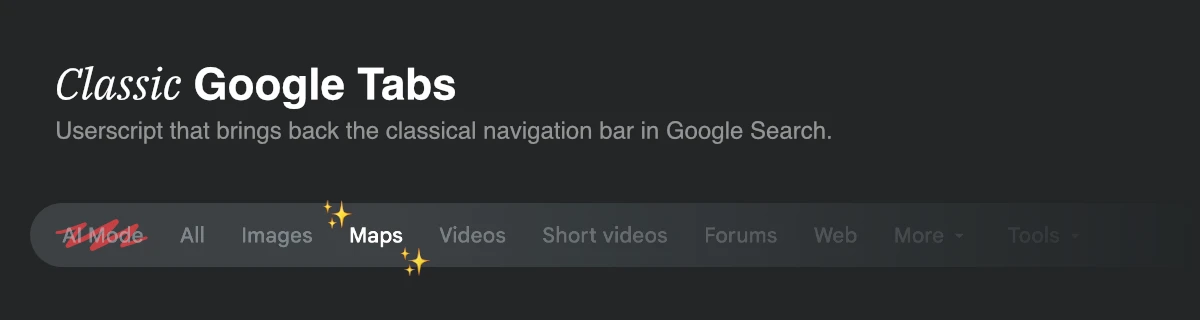 Classic Google Tabs
Userscript that brings back the classical navigation bar in Google Search.
AI Mode All Images Maps Videos Short videos Forums Web More Tools